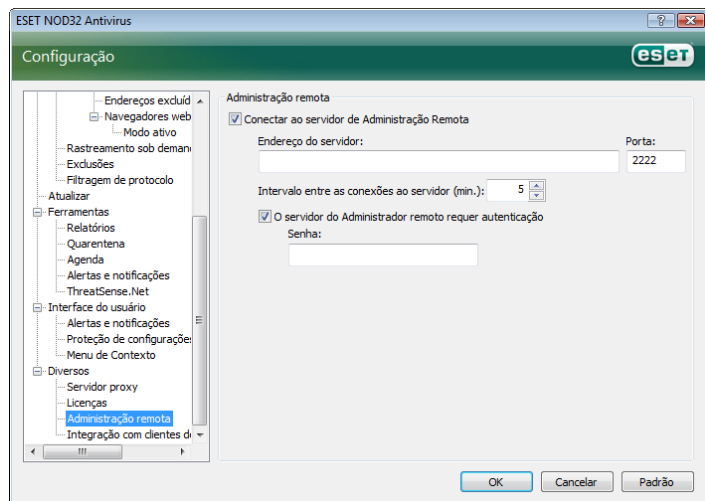 ESET NOD32 Antivirus
Configuração
eset
Endereços excluíd
Navegadores web
Modo ativo
Rastreamento sob deman
Exclusões
Filtragem de protocolo
Atualizar
Ferramentas
Relatórios
Quarentena
Agenda
Alertas e notificações
ThreatSense.Net
Interface do usuário
Alertas e notificações
Proteção de configurações
Menu de Contexto
Diversos
Servidor proxy
Licenças
Administração remota
Integração com clientes de
Administração remota
Conectar ao servidor de Administração Remota
Endereço do servidor:
Porta:
2222
Intervalo entre as conexões ao servidor (min.): 5
O servidor do Administrador remoto requer autenticação
Senha:
OK
Cancelar
Padrão